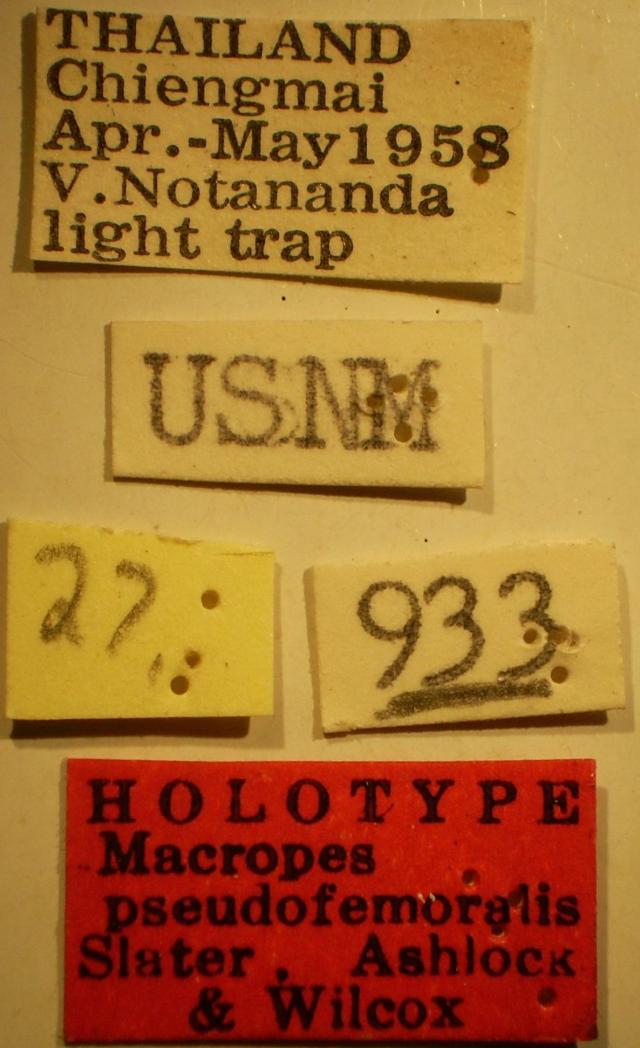 THAILAND
Chiengmai
Apr.-May1958
V.Notananda
light trap
USNM
27.
933
HOLOTYPE
Macropes
pseudofemoralis
Slater, Ashlock
& Wilcox